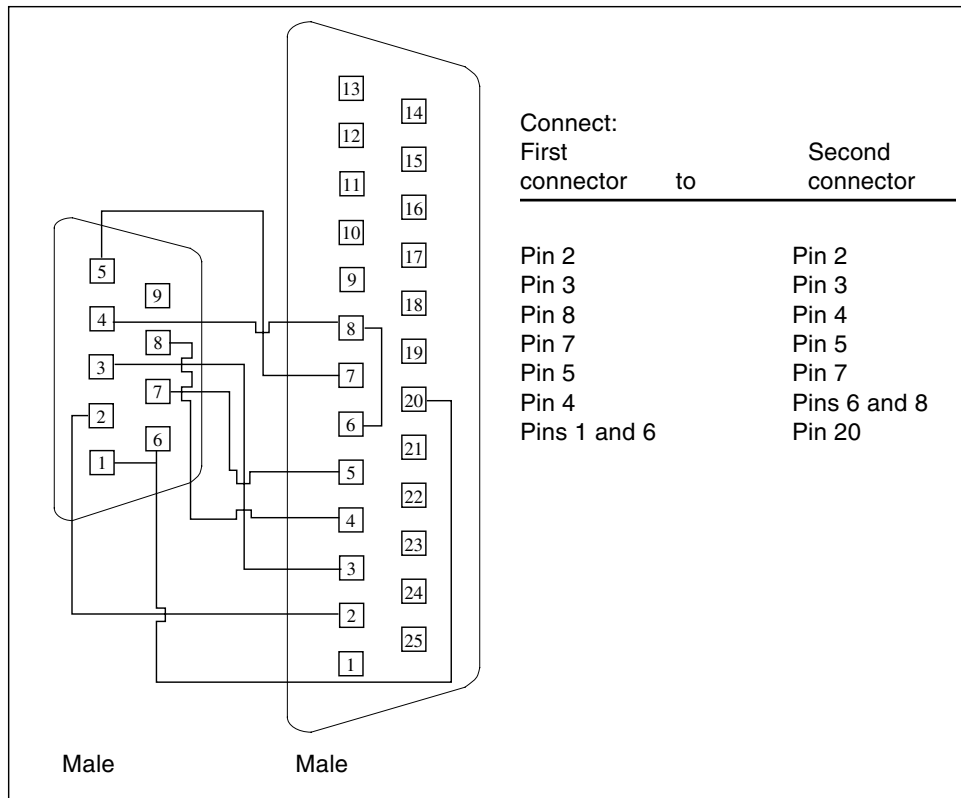 13
14
12
15
11
16
10
17
5
9
9
18
4
8
8
19
3
7
7
20
2
6
6
21
1
5
22
4
23
3
24
2
25
1
Male
Male
Connect:
First Second
connector to connector
Pin 2 Pin 2
Pin 3 Pin 3
Pin 8 Pin 4
Pin 7 Pin 5
Pin 5 Pin 7
Pin 4 Pins 6 and 8
Pins 1 and 6 Pin 20